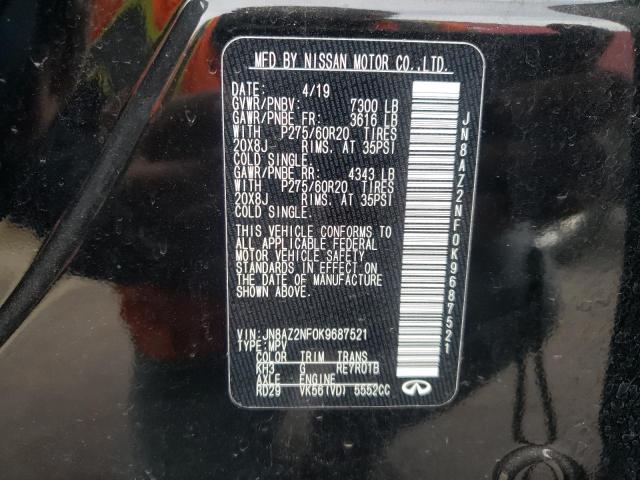 MFD BY NISSAN MOTOR CO.,LTD.
DATE: 4/19
GVWR/PNBV: 7300 LB
GAWR/PNBE FR: 3616 LB
WITH P275/60R20 TIRES
20X8J RIMS. AT 35PSI
COLD SINGLE.
GAWR/PNBE RR: 4343 LB
WITH P275/60R20 TIRES
20X8J RIMS. AT 35PSI
COLD SINGLE.
THIS VEHICLE CONFORMS TO
ALL APPLICABLE FEDERAL
MOTOR VEHICLE SAFETY
STANDARDS IN EFFECT ON
THE DATE OF MANUFACTURE
SHOWN ABOVE.
VIN: JN8AZ2NF0K9687521
TYPE: MPV
COLOR TRIM TRANS
KH3 G RE7R01B
AXLE ENGINE
RD29 VK56(VD) 5552CC
JN8AZ2NF0K9687521